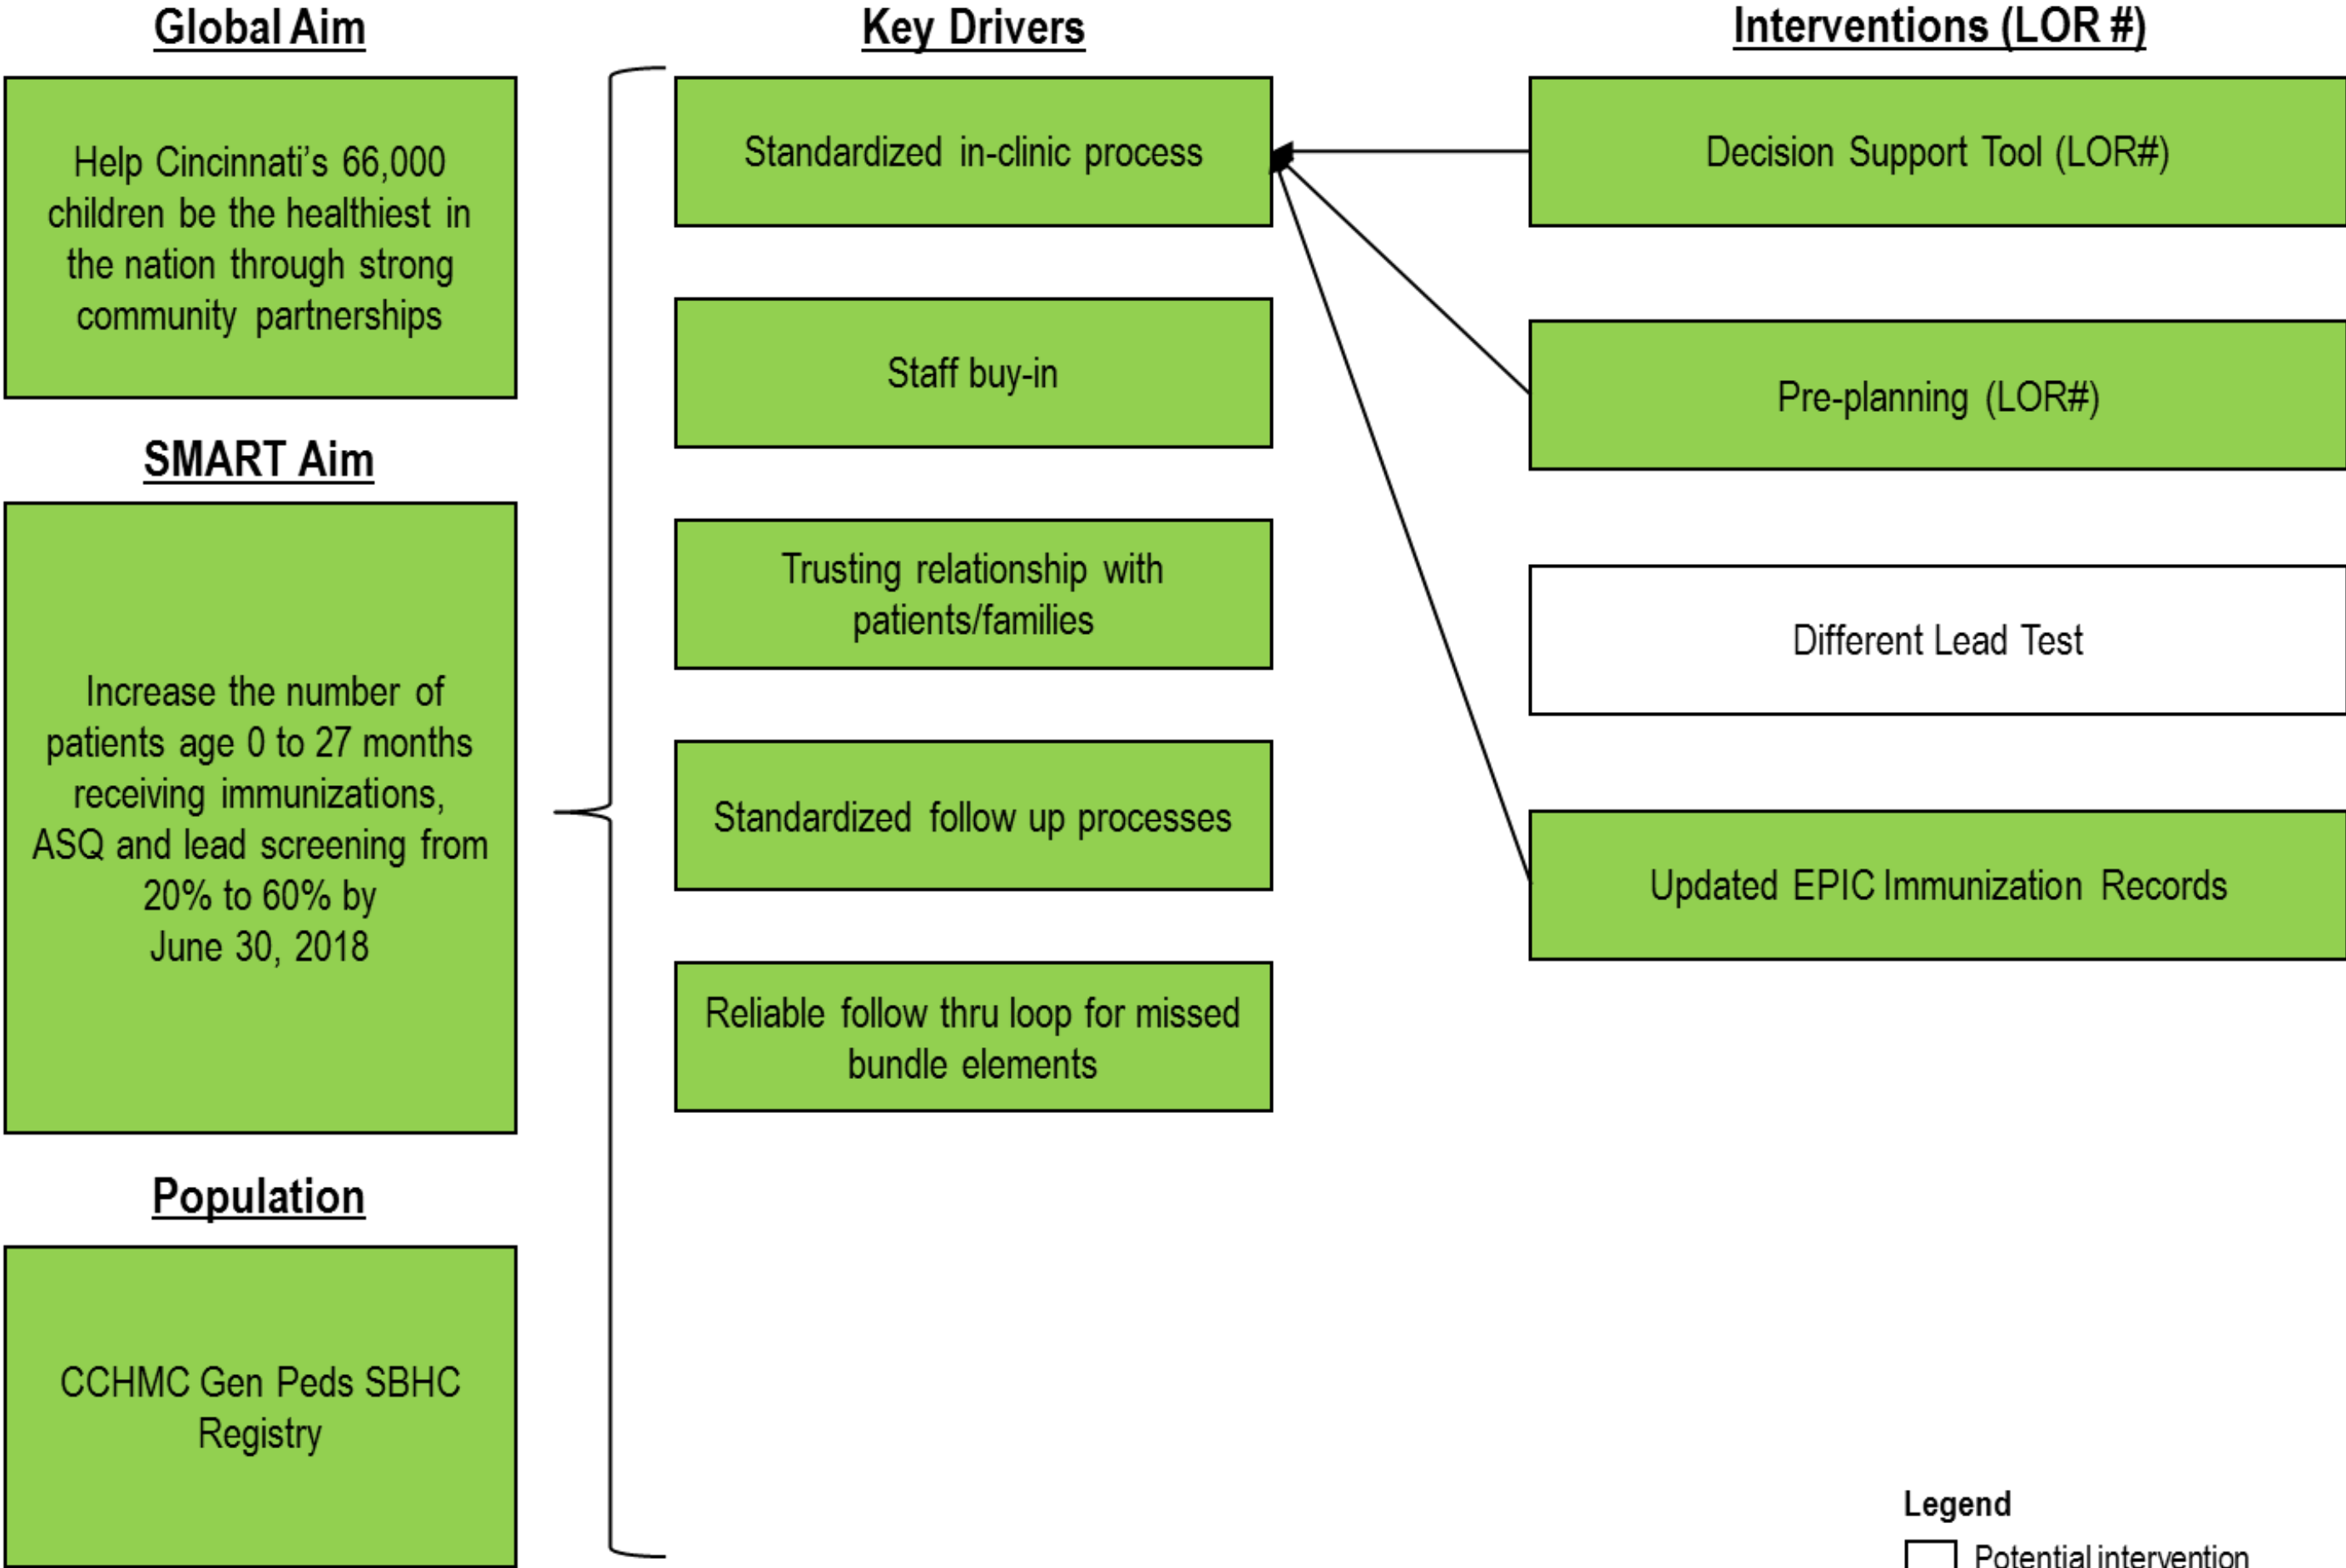 Global Aim
Help Cincinnati's 66,000
children be the healthiest in
the nation through strong
community partnerships
SMART Aim
Increase the number of
patients age 0 to 27 months
receiving immunizations,
ASQ and lead screening from
20% to 60% by
June 30, 2018
Population
CCHMC Gen Peds SBHC
Registry
Key Drivers
Standardized in-clinic process
Staff buy-in
Trusting relationship with
patients/families
Standardized follow up processes
Reliable follow thru loop for missed
bundle elements
Interventions (LOR #)
Decision Support Tool (LOR#)
Pre-planning (LOR#)
Different Lead Test
Updated EPIC Immunization Records
Legend
Potential intervention